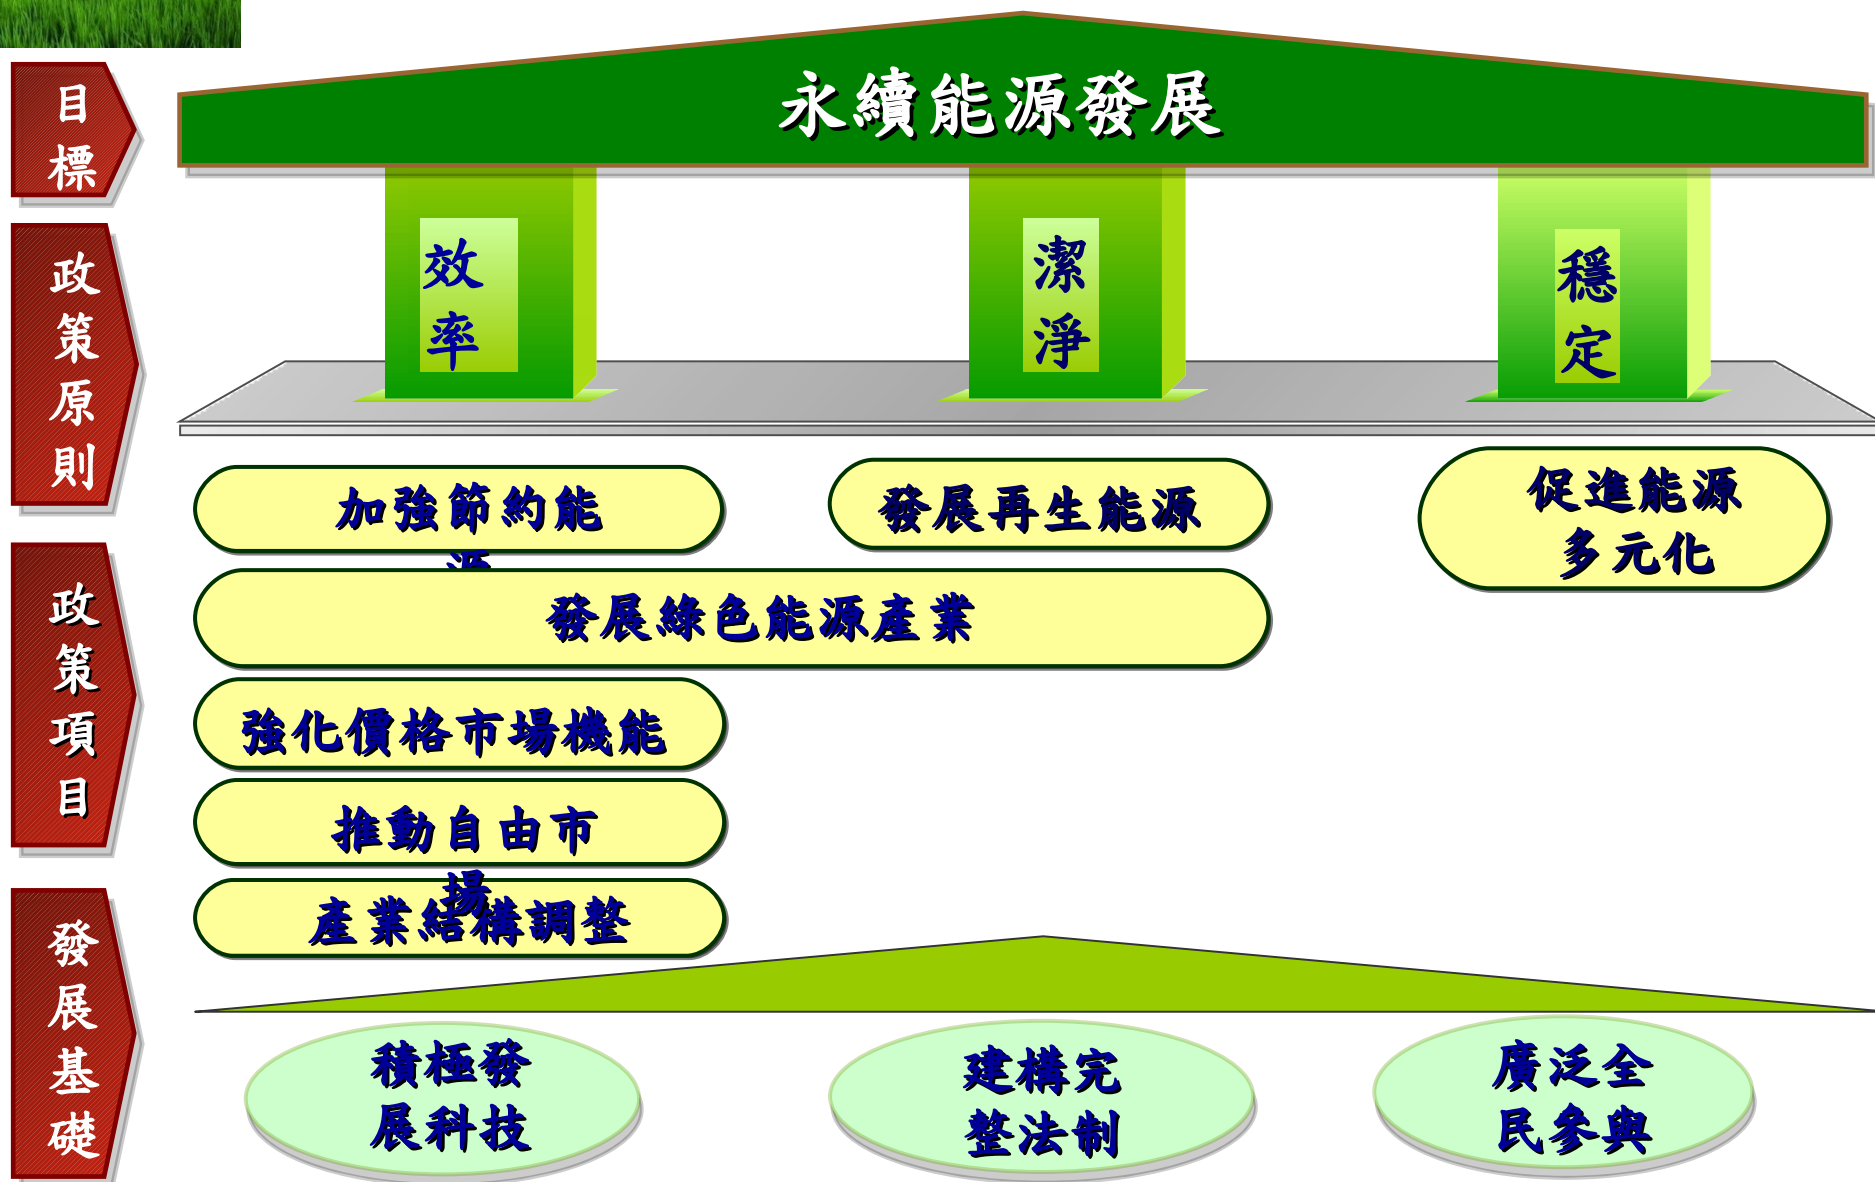 目
標
永續能源發展
政
策
原
則
效
率
潔
淨
穩
定
政
策
項
目
加強節約能
源
發展再生能源
促進能源
多元化
發展綠色能源產業
強化價格市場機能
推動自由市
場
產業結構調整
發
展
基
礎
積極發
展科技
建構完
整法制
廣泛全
民參與